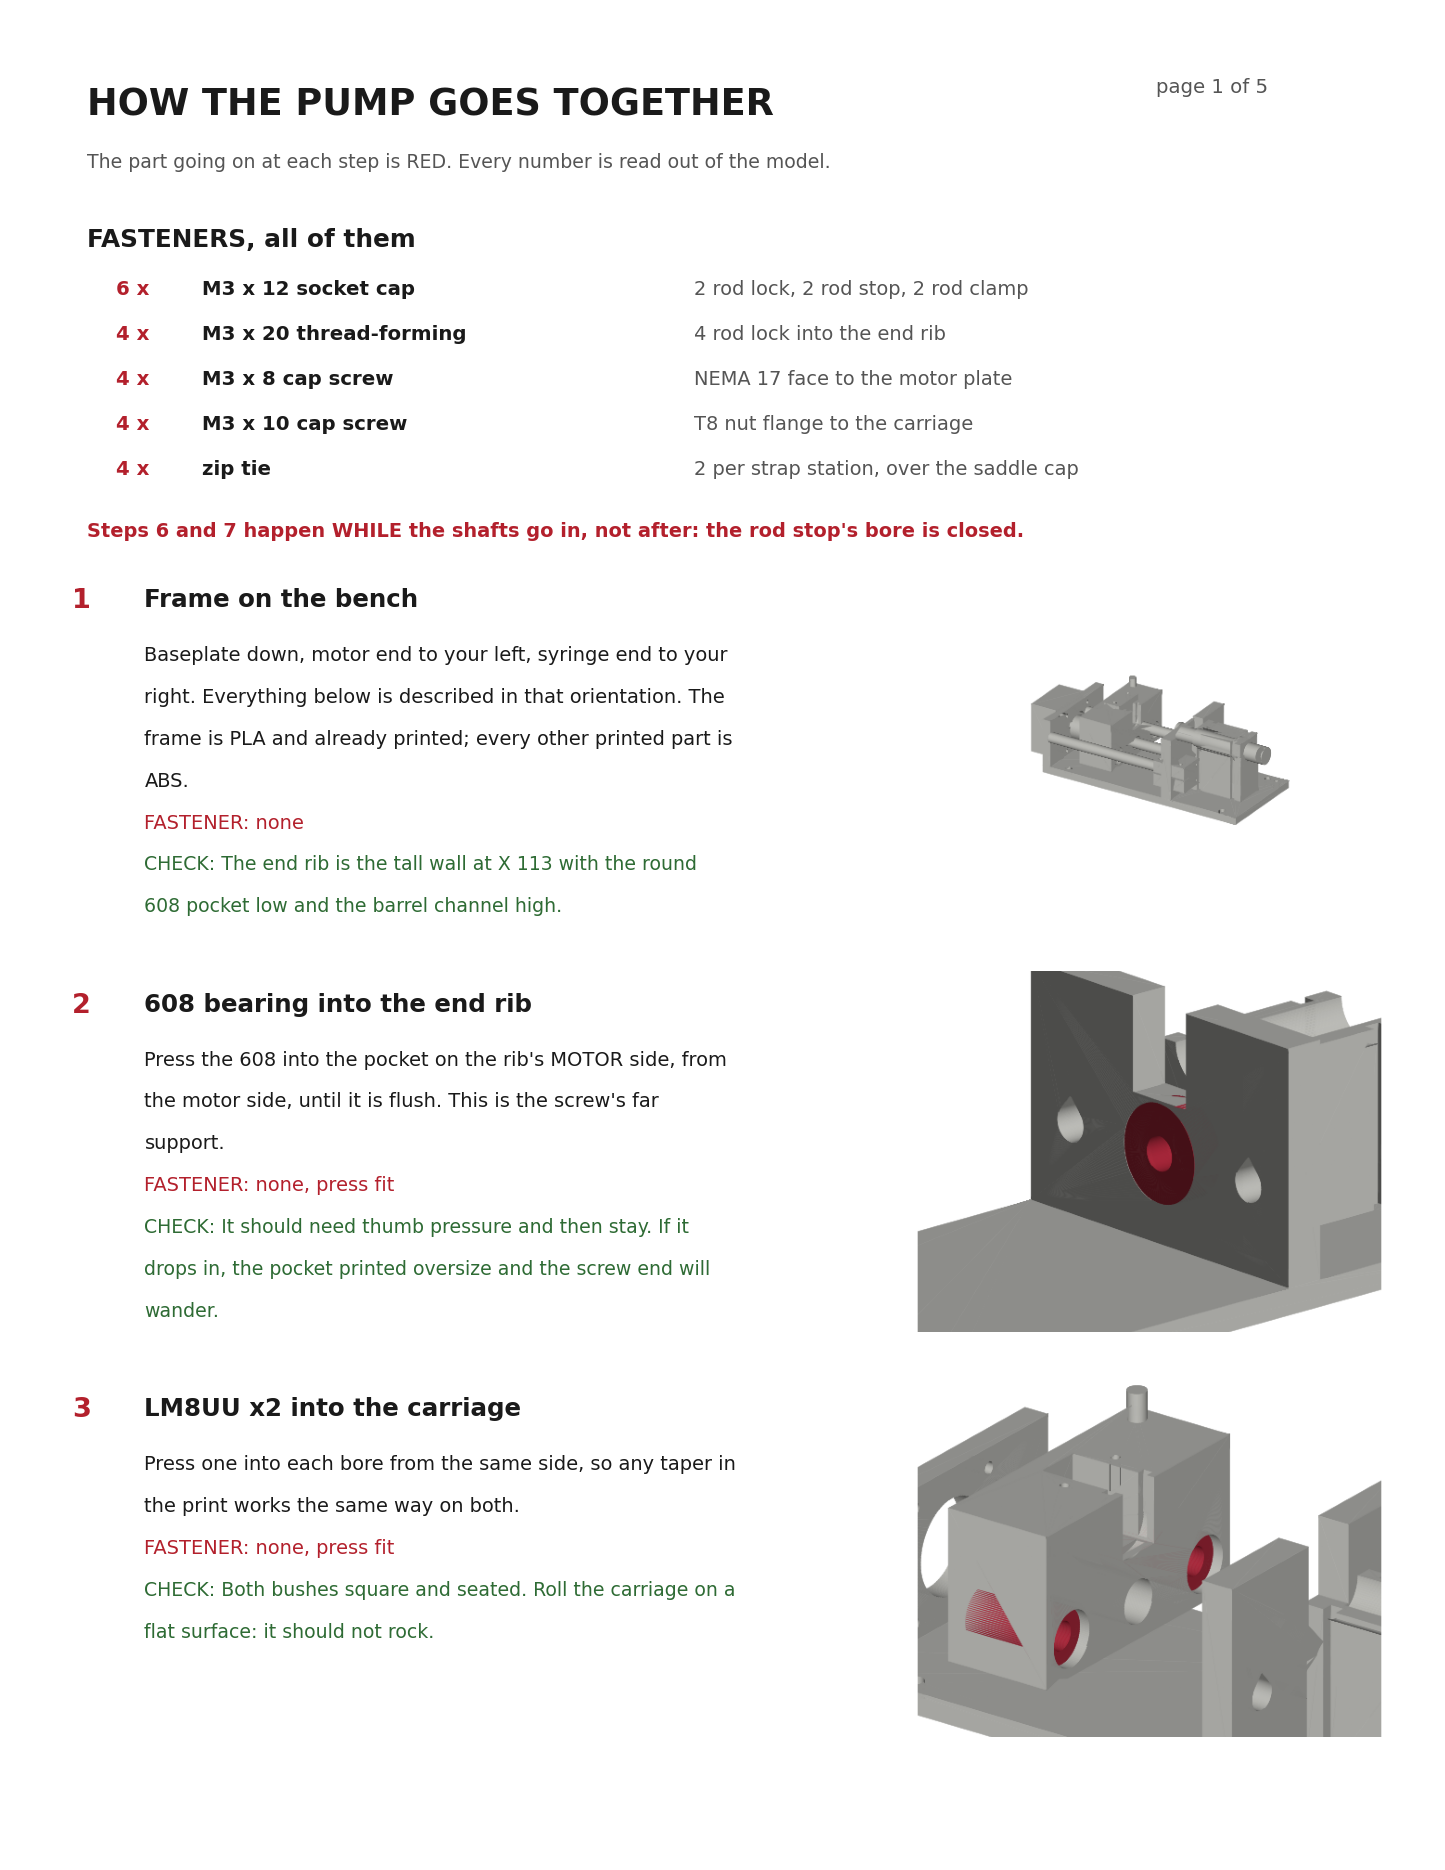 HOW THE PUMP GOES TOGETHER
page 1 of 5
The part going on at each step is RED. Every number is read out of the model.
FASTENERS, all of them
6 x M3 x 12 socket cap 2 rod lock, 2 rod stop, 2 rod clamp
4 x M3 x 20 thread-forming 4 rod lock into the end rib
4 x M3 x 8 cap screw NEMA 17 face to the motor plate
4 x M3 x 10 cap screw T8 nut flange to the carriage
4 x zip tie 2 per strap station, over the saddle cap
Steps 6 and 7 happen WHILE the shafts go in, not after: the rod stop's bore is closed.
1 Frame on the bench
Baseplate down, motor end to your left, syringe end to your
right. Everything below is described in that orientation. The
frame is PLA and already printed; every other printed part is
ABS.
FASTENER: none
CHECK: The end rib is the tall wall at X 113 with the round
608 pocket low and the barrel channel high.
2 608 bearing into the end rib
Press the 608 into the pocket on the rib's MOTOR side, from
the motor side, until it is flush. This is the screw's far
support.
FASTENER: none, press fit
CHECK: It should need thumb pressure and then stay. If it
drops in, the pocket printed oversize and the screw end will
wander.
3 LM8UU x2 into the carriage
Press one into each bore from the same side, so any taper in
the print works the same way on both.
FASTENER: none, press fit
CHECK: Both bushes square and seated. Roll the carriage on a
flat surface: it should not rock.